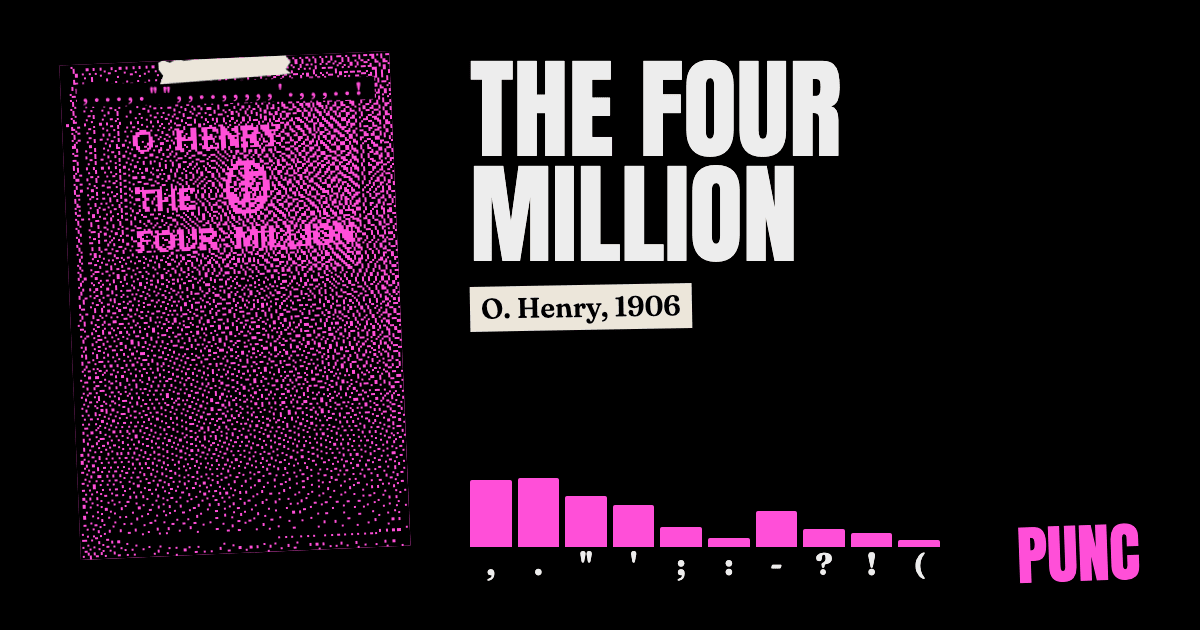 ,....,.."",,..,,,,,'.,,,..!
O. HENRY
THE
FOUR MILLION
THE FOUR
MILLION
O. Henry, 1906
, . " ' ; : - ? ! (
PUNC